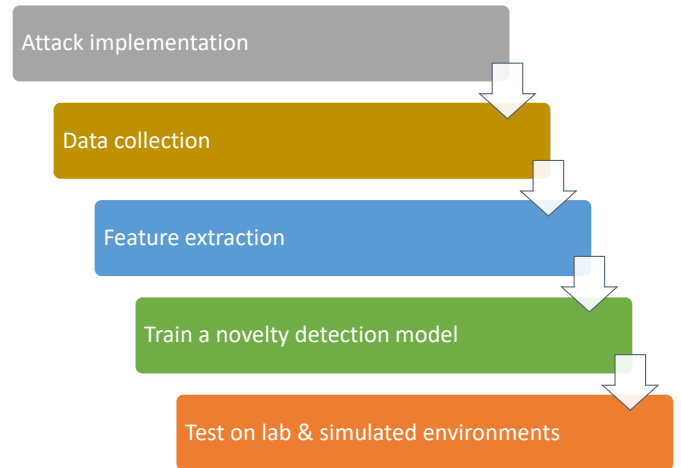 Attack implementation
Data collection
Feature extraction
Train a novelty detection model
Test on lab & simulated environments